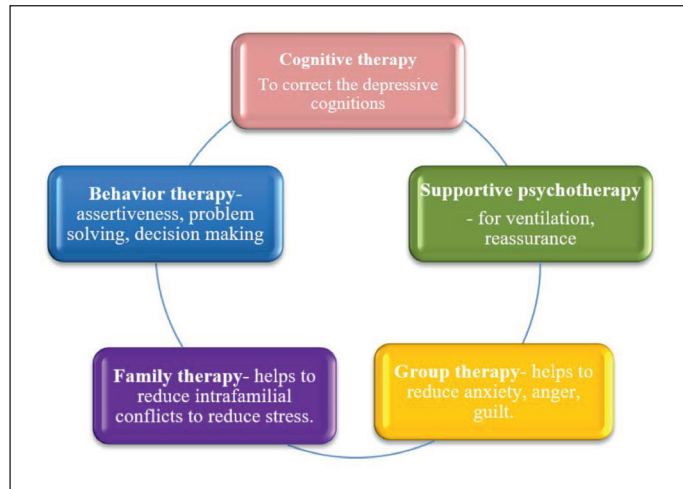 Cognitive therapy
To correct the depressive
cognitions
Supportive psychotherapy
- for ventilation,
reassurance
Group therapy- helps to
reduce anxiety, anger,
guilt.
Family therapy- helps to
reduce intrafamilial
conflicts to reduce stress.
Behavior therapy-
assertiveness, problem
solving, decision making